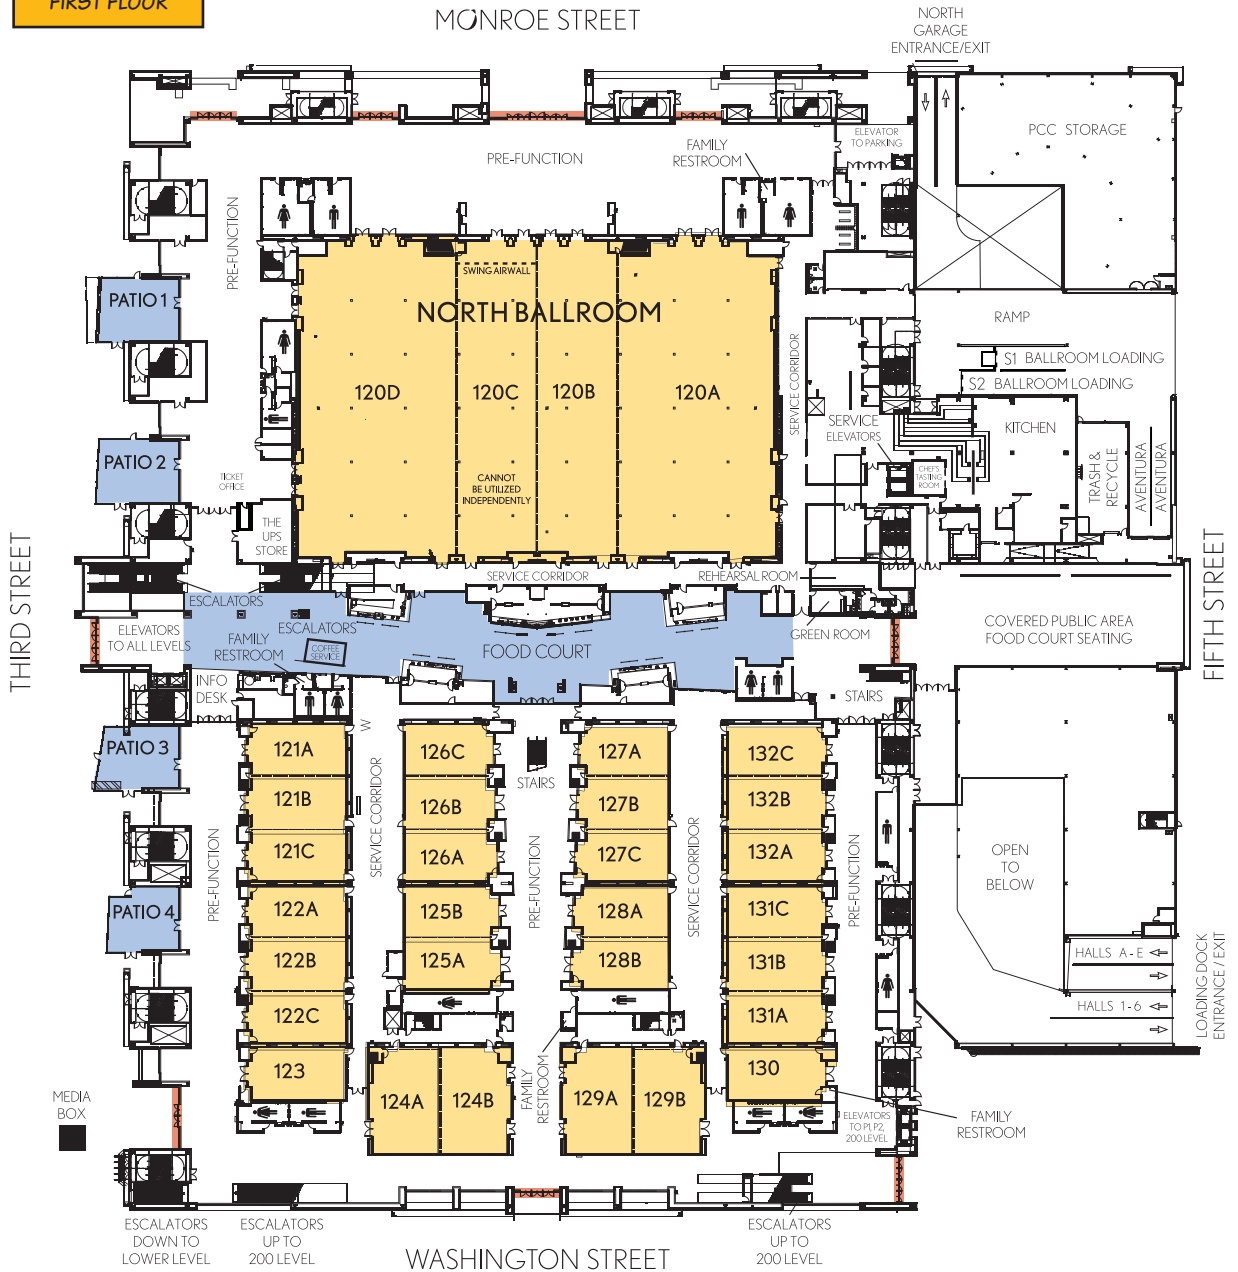 FIRST FLOOR
MONROE STREET
NORTH
GARAGE
ENTRANCE/EXIT
PCC STORAGE
ELEVATOR
TO PARKING
FAMILY
RESTROOM
PRE-FUNCTION
PRE-FUNCTION
PATIO 1
SWING AIRWALL
NORTH BALLROOM
RAMP
S1 BALLROOM LOADING
S2 BALLROOM LOADING
SERVICE CORRIDOR
120D
120C
120B
120A
SERVICE
ELEVATORS
KITCHEN
PATIO 2
TICKET
OFFICE
CANNOT
BE UTILIZED
INDEPENDENTLY
CHEF'S
TASTING
ROOM
TRASH &
RECYCLE
AVENTURA
AVENTURA
THE
UPS
STORE
THIRD STREET
FIFTH STREET
SERVICE CORRIDOR
REHEARSAL ROOM
ESCALATORS
ELEVATORS
TO ALL LEVELS
FAMILY
RESTROOM
ESCALATORS
COFFEE
SERVICE
FOOD COURT
GREEN ROOM
COVERED PUBLIC AREA
FOOD COURT SEATING
INFO
DESK
STAIRS
W
PATIO 3
121A
126C
STAIRS
127A
132C
121B
126B
127B
132B
SERVICE CORRIDOR
SERVICE CORRIDOR
121C
126A
127C
132A
PRE-FUNCTION
PRE-FUNCTION
PRE-FUNCTION
OPEN
TO
BELOW
PATIO 4
122A
125B
128A
131C
122B
125A
128B
131B
HALLS A-E
HALLS 1-6
LOADING DOCK
ENTRANCE / EXIT
122C
131A
123
130
124A
124B
FAMILY
RESTROOM
129A
129B
MEDIA
BOX
ELEVATORS
TO P1, P2,
200 LEVEL
FAMILY
RESTROOM
ESCALATORS
DOWN TO
LOWER LEVEL
ESCALATORS
UP TO
200 LEVEL
WASHINGTON STREET
ESCALATORS
UP TO
200 LEVEL